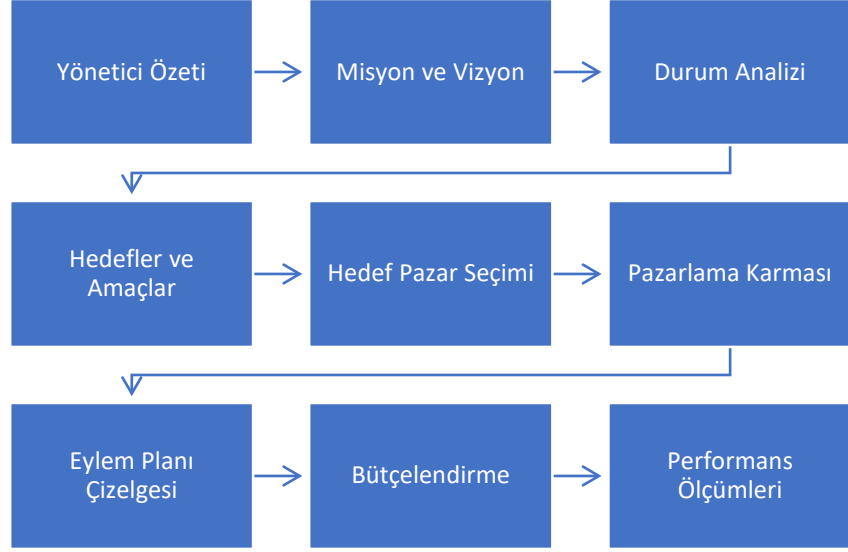 Yönetici Özeti
Misyon ve Vizyon
Durum Analizi
Hedefler ve
Amaçlar
Hedef Pazar Seçimi
Pazarlama Karması
Eylem Planı
Çizelgesi
Bütçelendirme
Performans
Ölçümleri